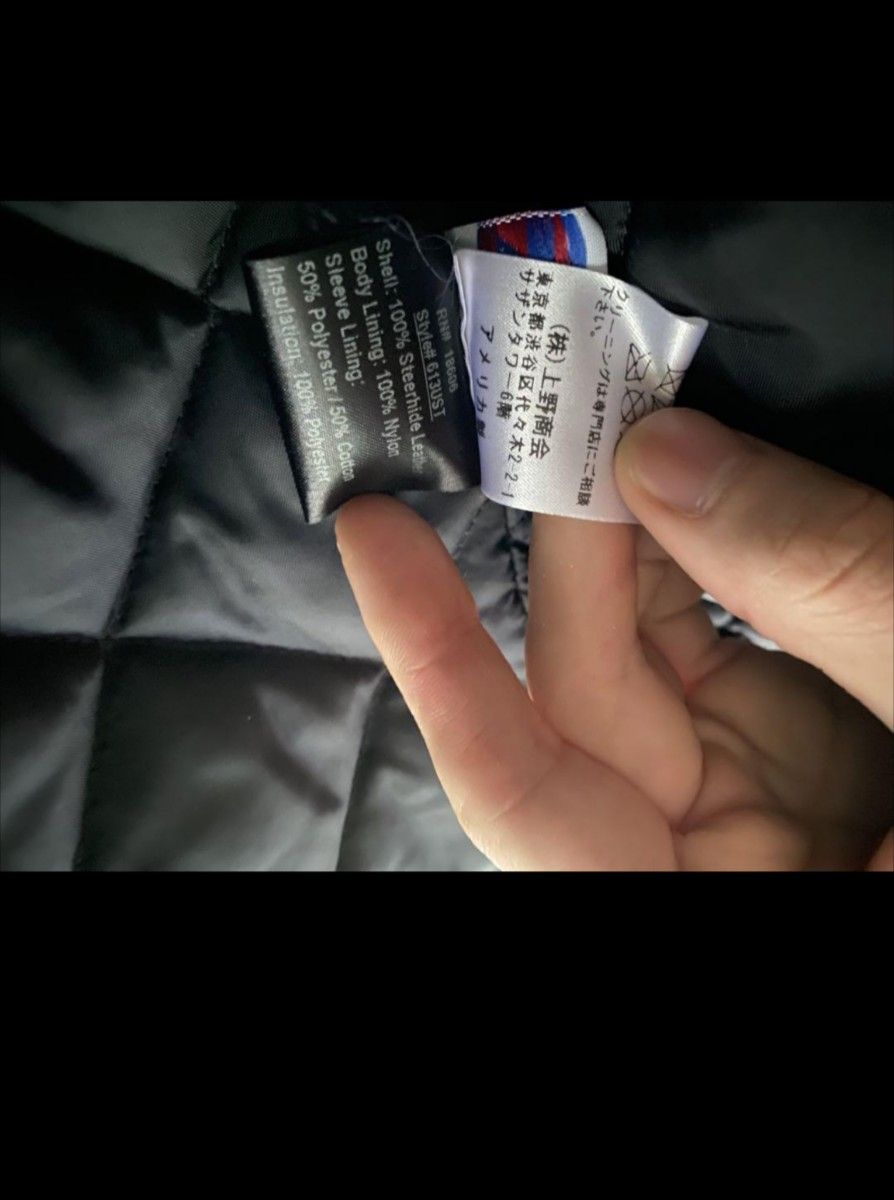 Style# 613UST
Shell: 100% Steerhide
Body Lining: 100% Nylon
Sleeve Lining:
50% Polyester / 50% Cotton
Insulation: 100% Polyester
クリーニングは専門店にご相談
下さい。
(株)上野商会
東京都渋谷区代々木2-2-1
サザンタワー6階
アメリカ製